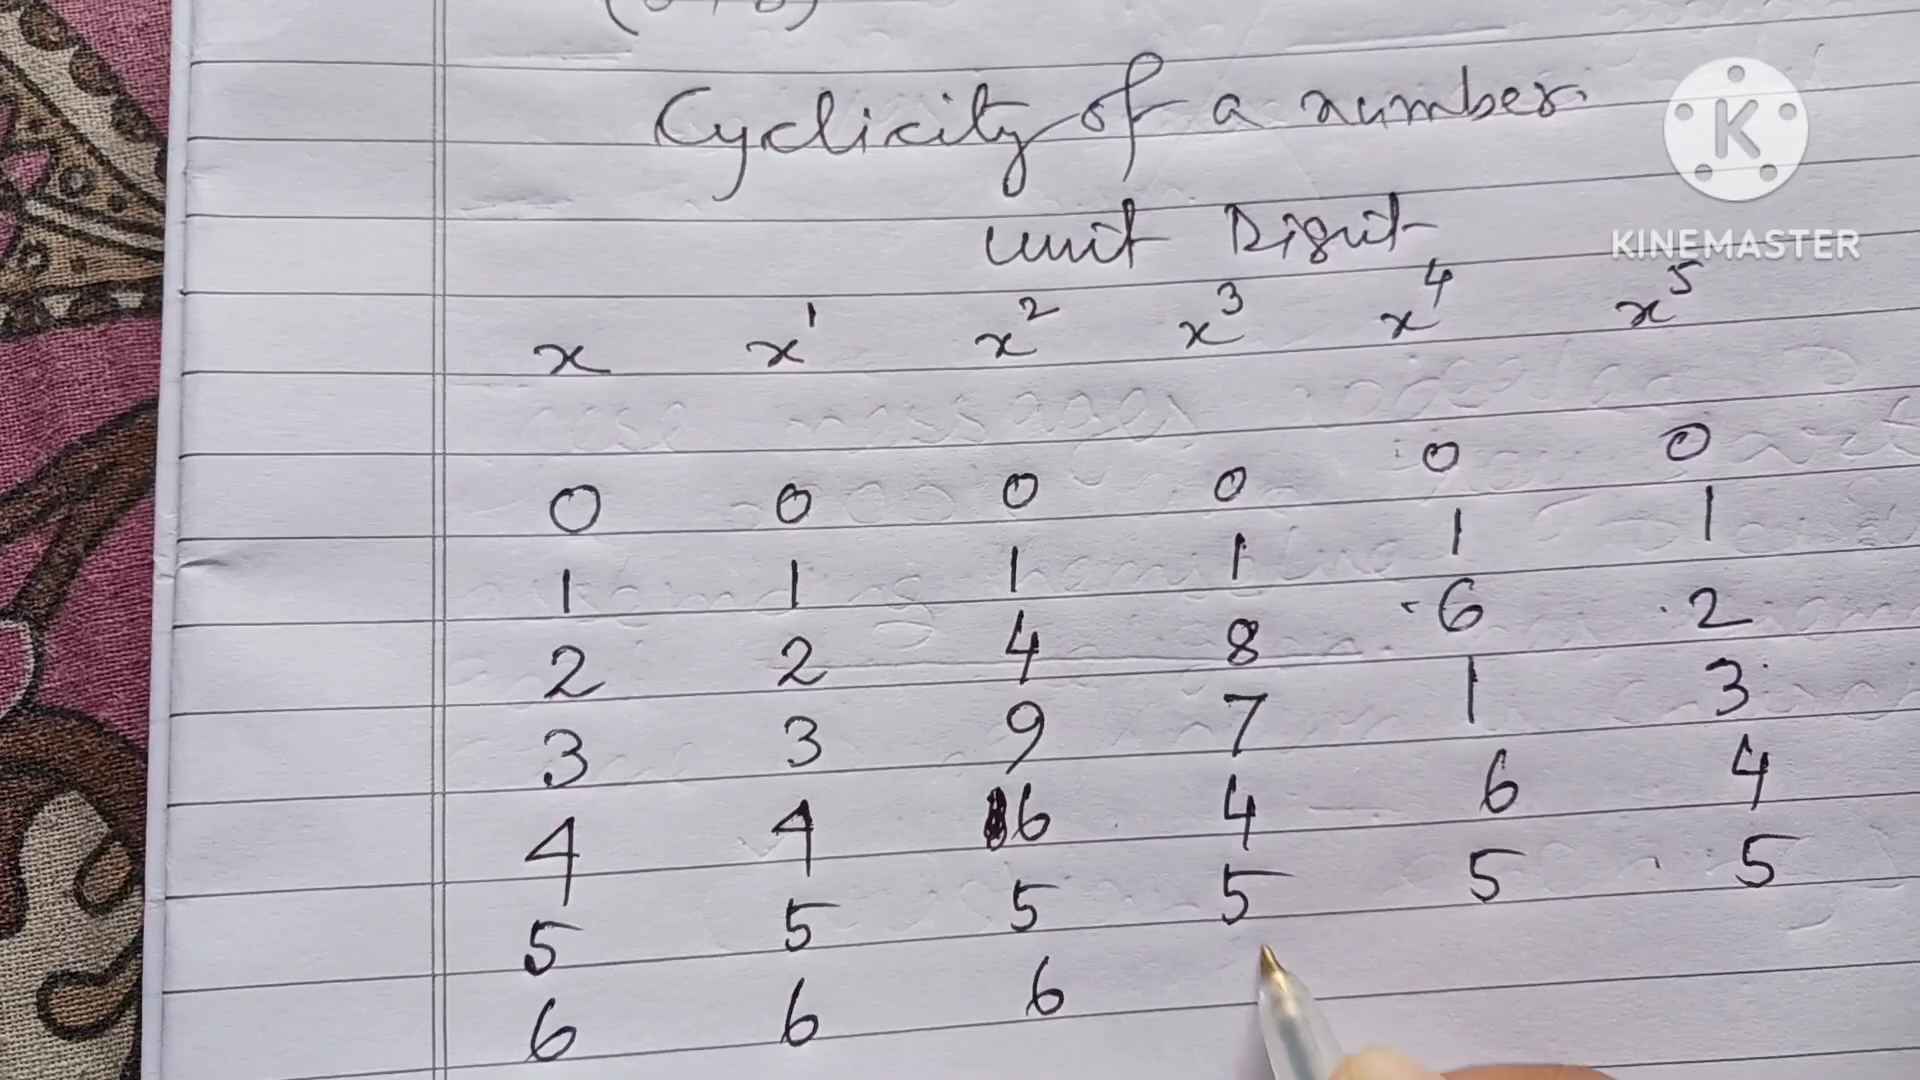 Cyclicity of a number.
K
KINEMASTER
unit Digit
x x¹ x² x³ x⁴ x⁵
0 0 0 0 0 0
1 1 1 1 1 1
2 2 4 8 6 2
3 3 9 7 1 3
4 4 6 4 6 4
5 5 5 5 5 5
6 6 6